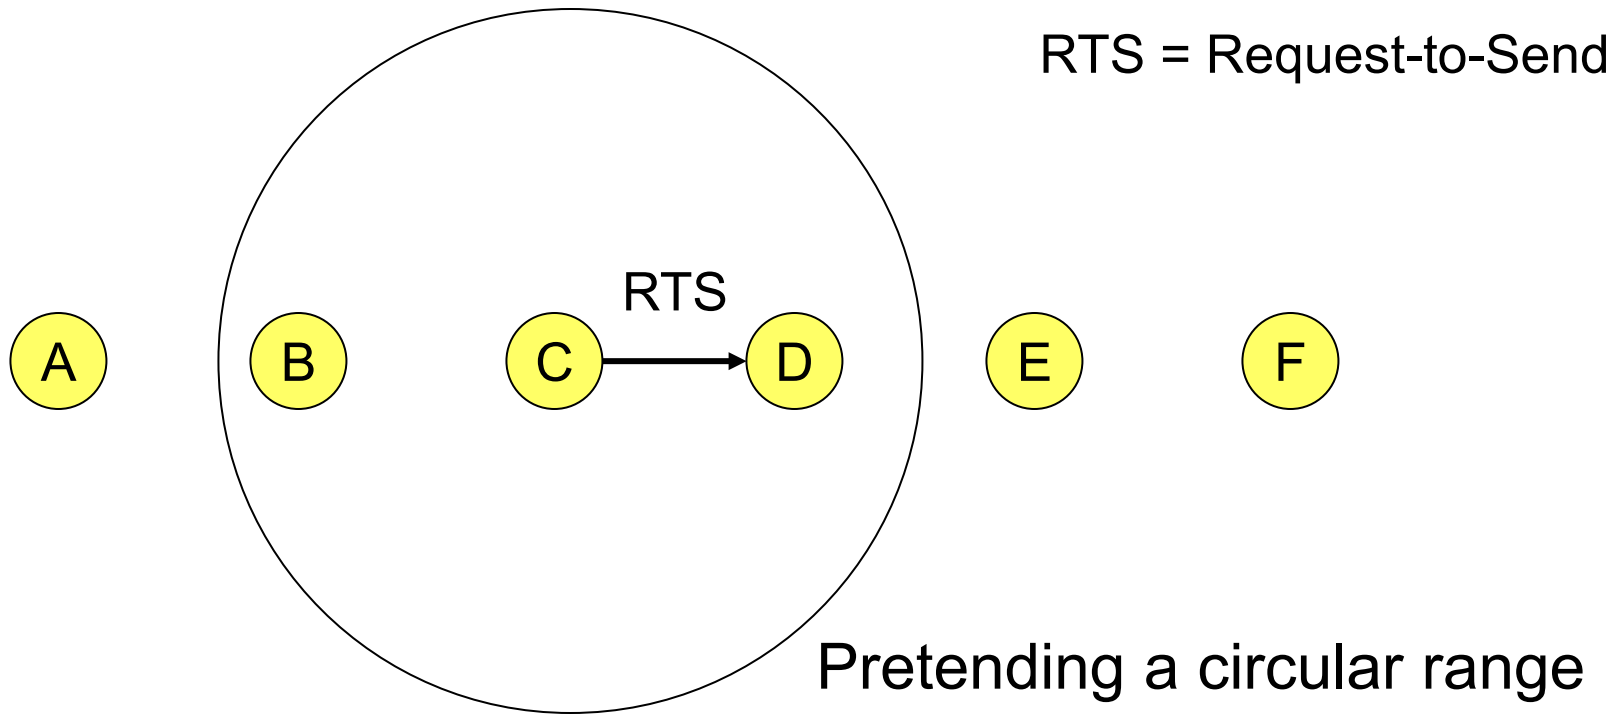 RTS = Request-to-Send
RTS
A B C D E F
Pretending a circular range